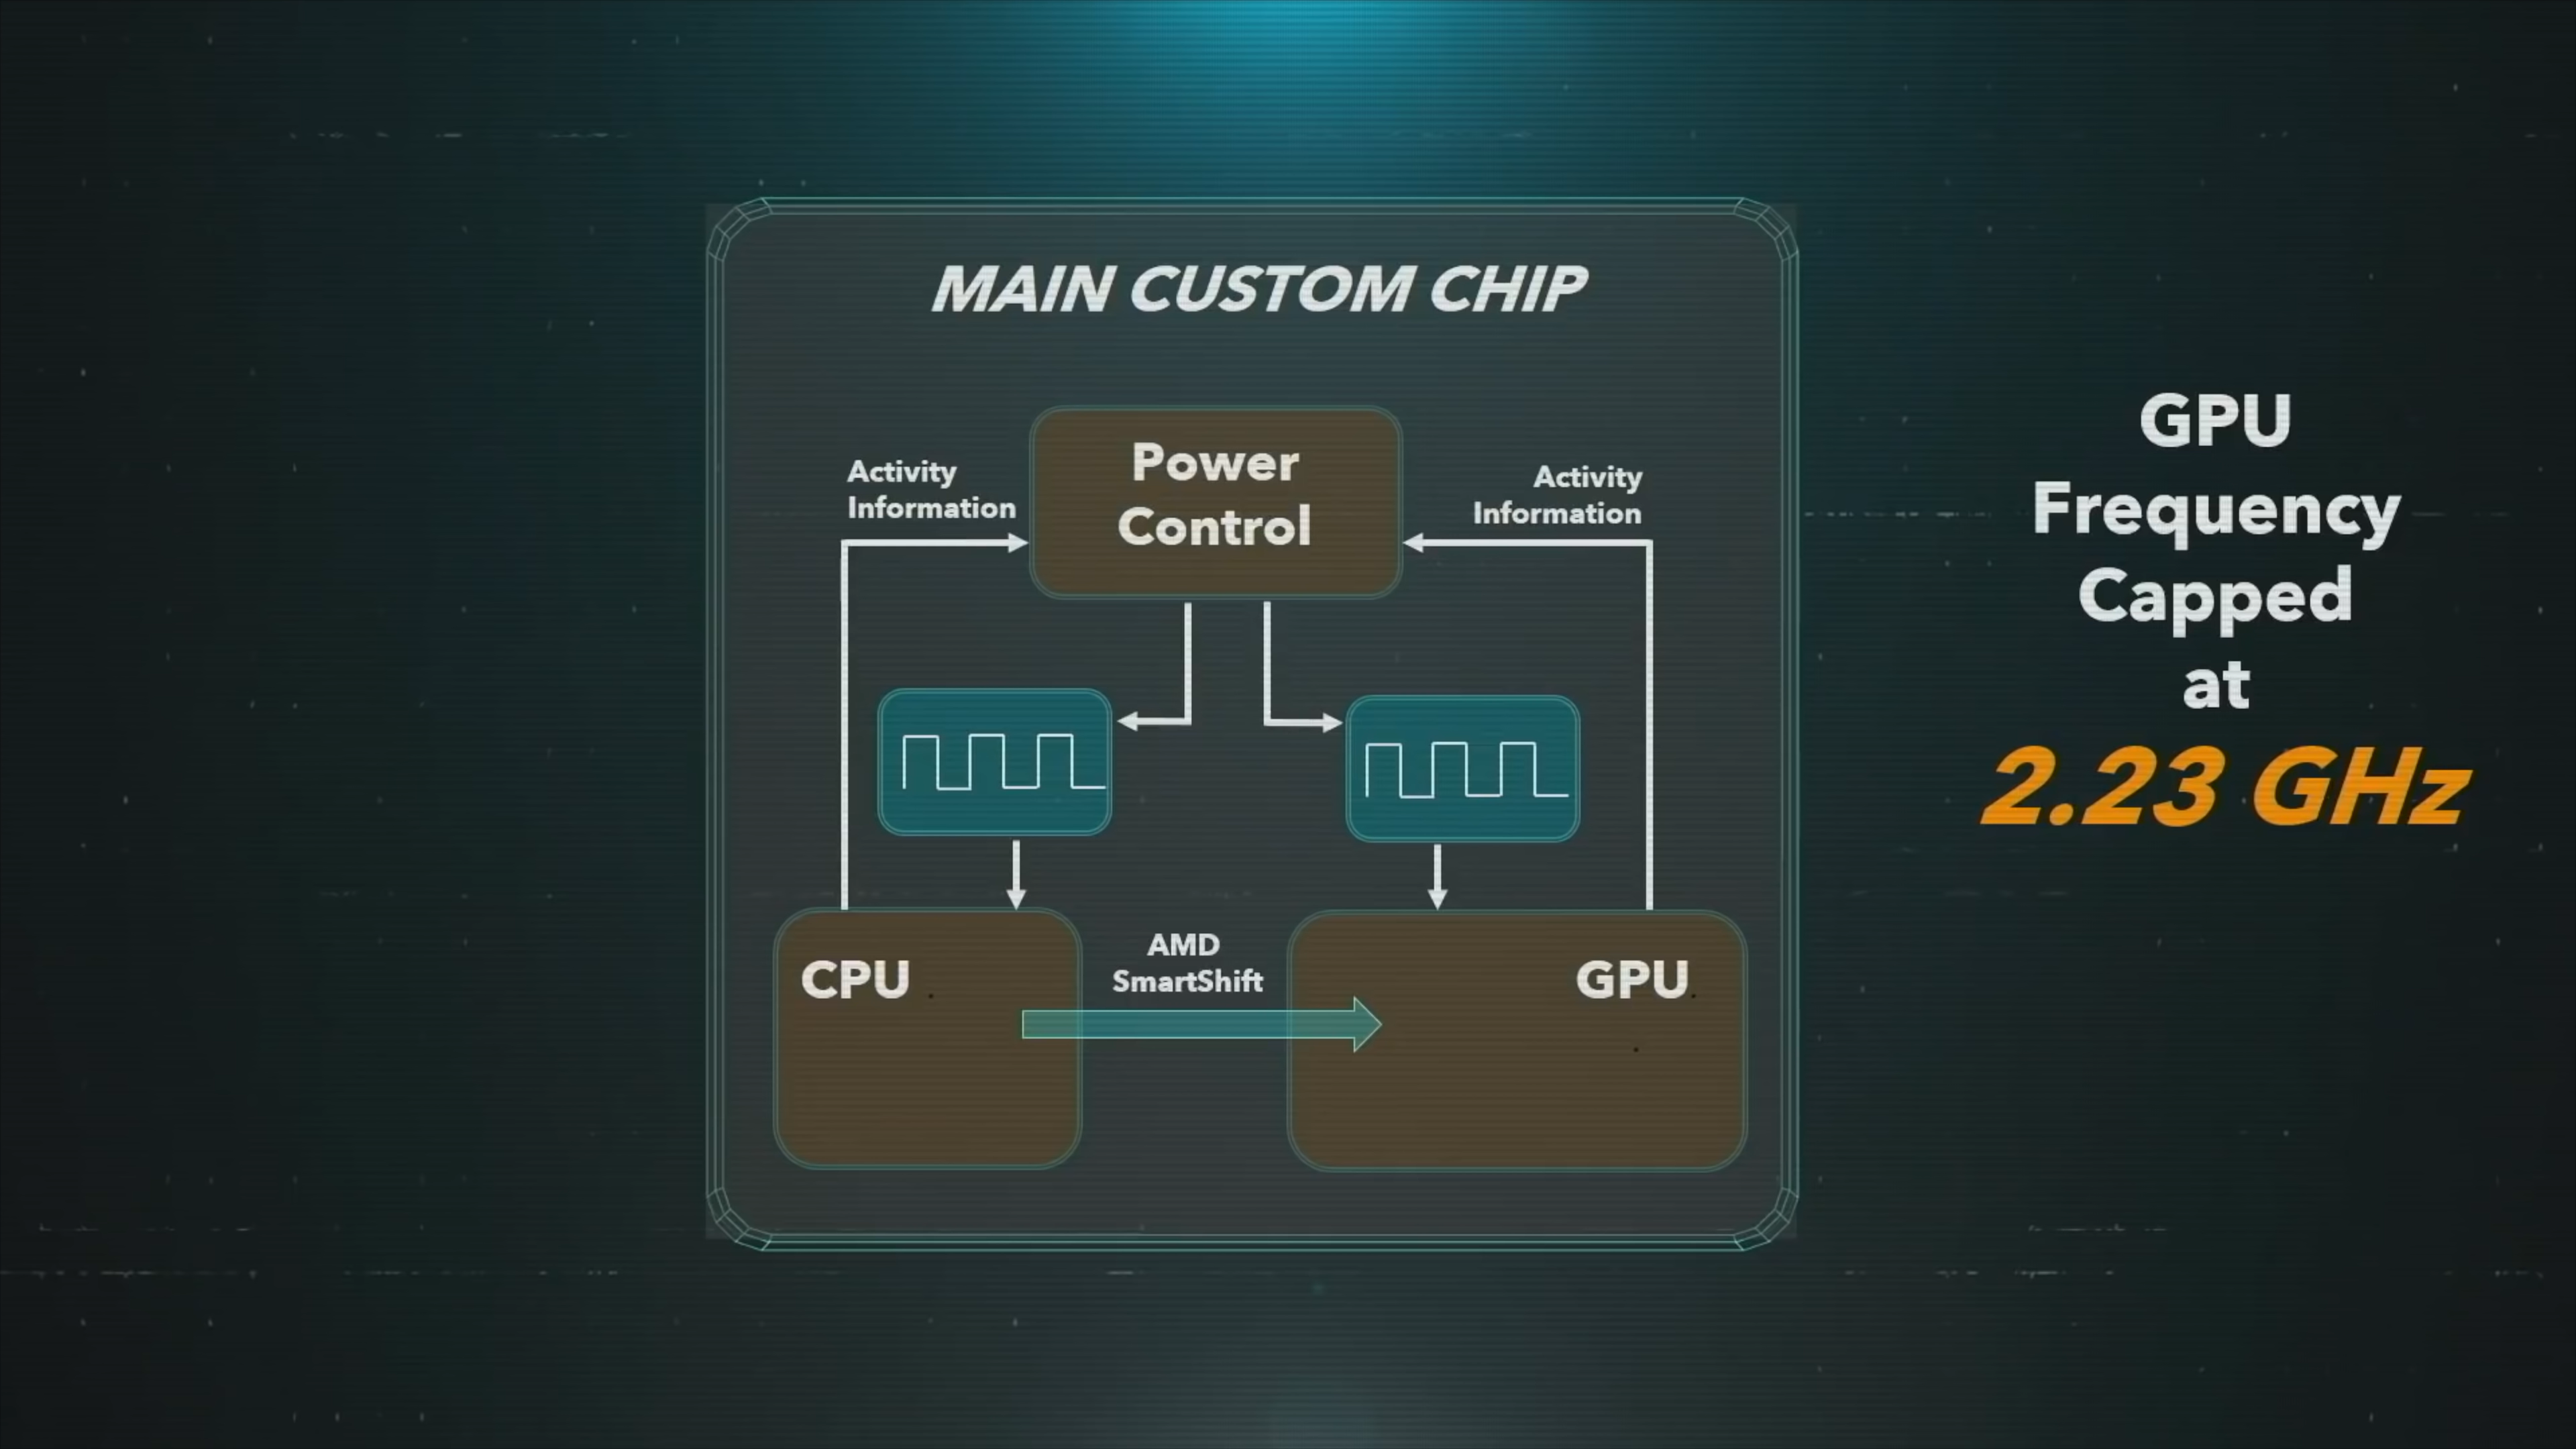 MAIN CUSTOM CHIP
Power
Control
Activity
Information
Activity
Information
CPU
AMD
SmartShift
GPU
GPU
Frequency
Capped
at
2.23 GHz